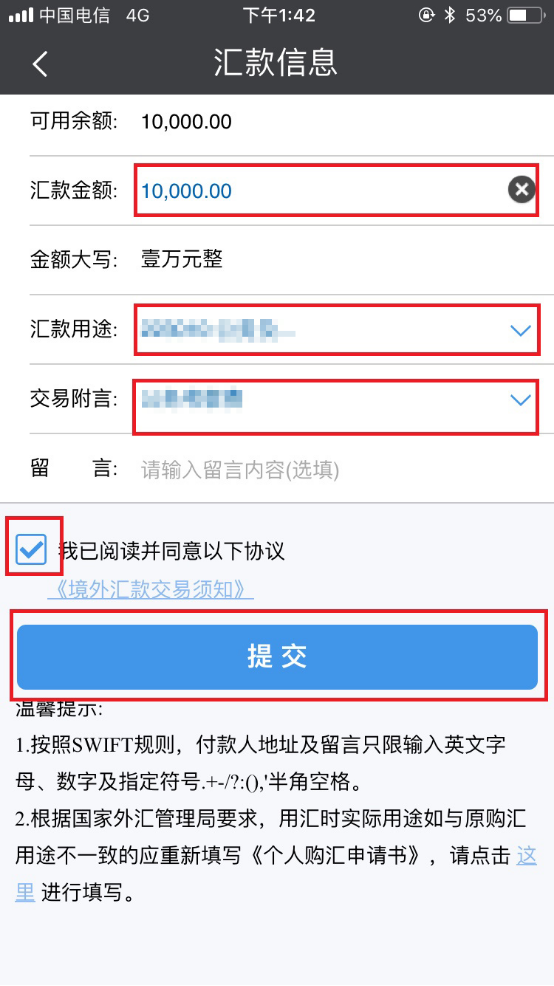 中国电信 4G 下午1:42 53%
汇款信息
可用余额: 10,000.00
汇款金额: 10,000.00
金额大写: 壹万元整
汇款用途:
交易附言:
留 言: 请输入留言内容(选填)
我已阅读并同意以下协议
《境外汇款交易须知》
提 交
温馨提示:
1.按照SWIFT规则，付款人地址及留言只限输入英文字
母、数字及指定符号.+-/?:(),'半角空格。
2.根据国家外汇管理局要求，用汇时实际用途如与原购汇
用途不一致的应重新填写《个人购汇申请书》，请点击 这
里 进行填写。